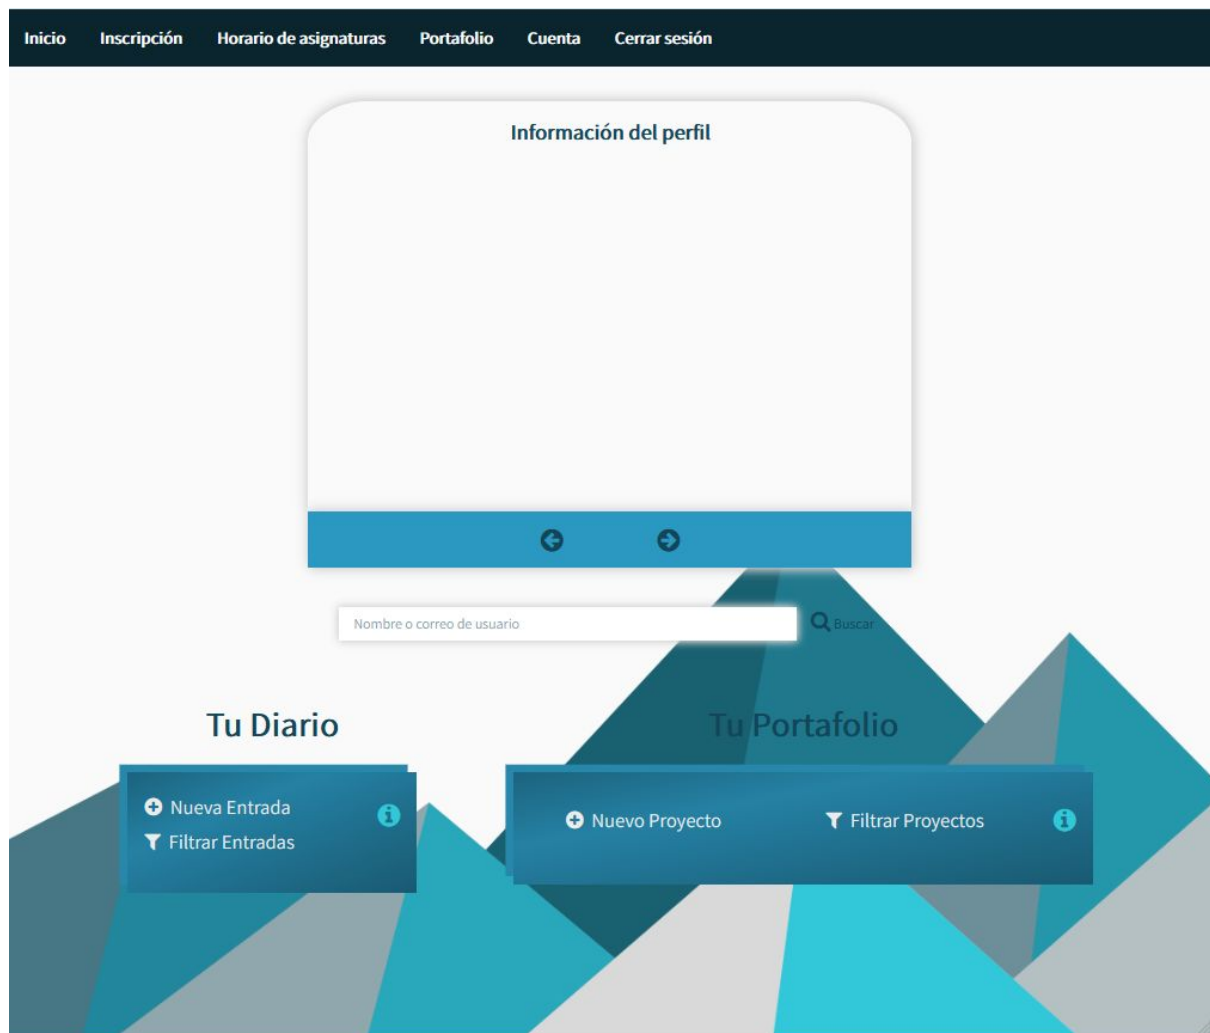 Inicio Inscripción Horario de asignaturas Portafolio Cuenta Cerrar sesión
Información del perfil
Nombre o correo de usuario Buscar
Tu Diario
Nueva Entrada
Filtrar Entradas
Tu Portafolio
Nuevo Proyecto Filtrar Proyectos